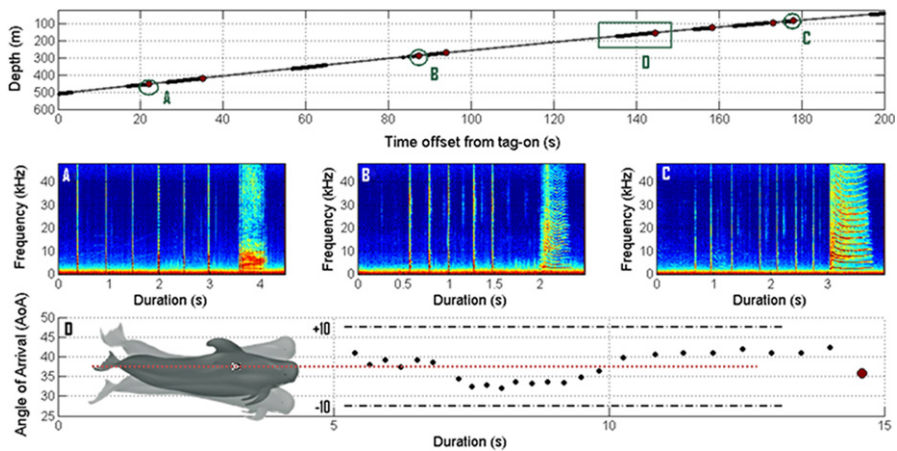 Depth (m)
100
200
300
400
500
600
A
B
D
C
0 20 40 60 80 100 120 140 160 180 200
Time offset from tag-on (s)
Frequency (kHz)
40
30
20
10
0
A
0 1 2 3 4
Duration (s)
Frequency (kHz)
40
30
20
10
0
B
0 0.5 1 1.5 2
Duration (s)
Frequency (kHz)
40
30
20
10
0
C
0 1 2 3
Duration (s)
Angle of Arrival (AoA)
50
45
40
35
30
25
D
+10
-10
0 5 10 15
Duration (s)